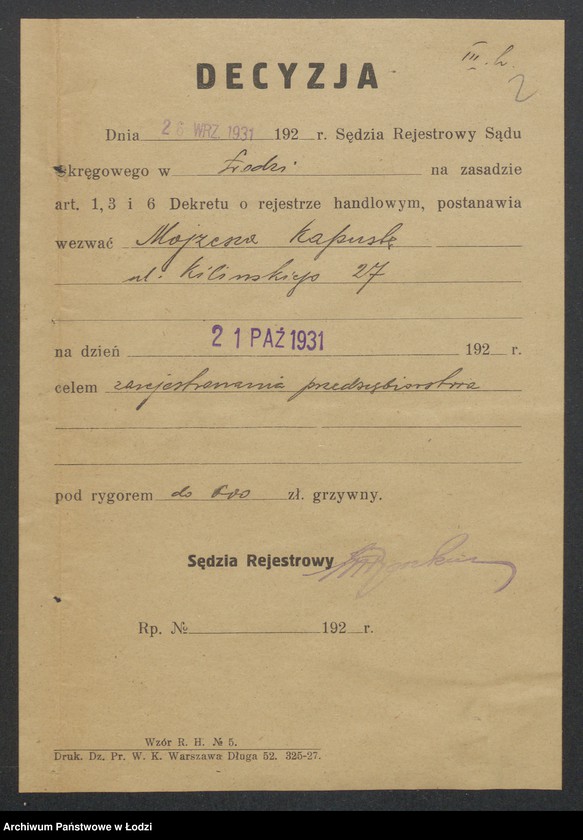 III. h.
2
DECYZJA
Dnia 26 WRZ 1931 192 r. Sędzia Rejestrowy Sądu
Okręgowego w Łodzi na zasadzie
art. 1, 3 i 6 Dekretu o rejestrze handlowym, postanawia
wezwać Mojżesza Kapustę
ul. Kilinskiego 27
na dzień 21 PAŹ 1931 192 r.
celem zarejestrowania przedsiębiorstwa
pod rygorem do 600 zł. grzywny.
Sędzia Rejestrowy
Rp. № 192 r.
Wzór R. H. № 5.
Druk. Dz. Pr. W. K. Warszawa Długa 52. 325-27.
Archiwum Państwowe w Łodzi